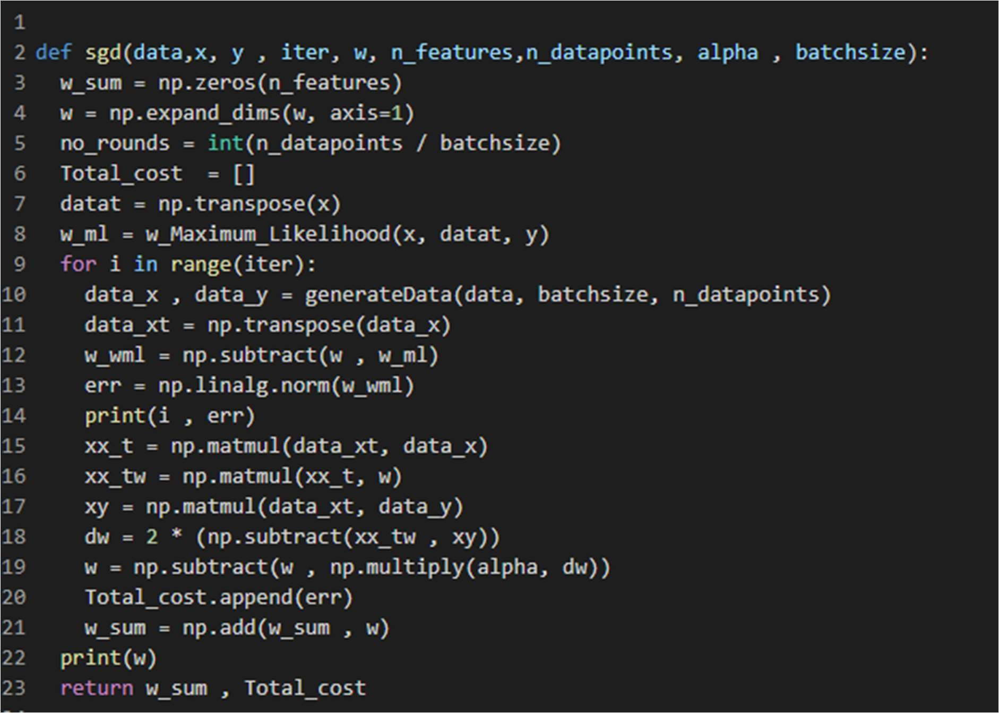 1
2 def sgd(data,x, y , iter, w, n_features,n_datapoints, alpha , batchsize):
3   w_sum = np.zeros(n_features)
4   w = np.expand_dims(w, axis=1)
5   no_rounds = int(n_datapoints / batchsize)
6   Total_cost  = []
7   datat = np.transpose(x)
8   w_ml = w_Maximum_Likelihood(x, datat, y)
9   for i in range(iter):
10     data_x , data_y = generateData(data, batchsize, n_datapoints)
11     data_xt = np.transpose(data_x)
12     w_wml = np.subtract(w , w_ml)
13     err = np.linalg.norm(w_wml)
14     print(i , err)
15     xx_t = np.matmul(data_xt, data_x)
16     xx_tw = np.matmul(xx_t, w)
17     xy = np.matmul(data_xt, data_y)
18     dw = 2 * (np.subtract(xx_tw , xy))
19     w = np.subtract(w , np.multiply(alpha, dw))
20     Total_cost.append(err)
21     w_sum = np.add(w_sum , w)
22   print(w)
23   return w_sum , Total_cost